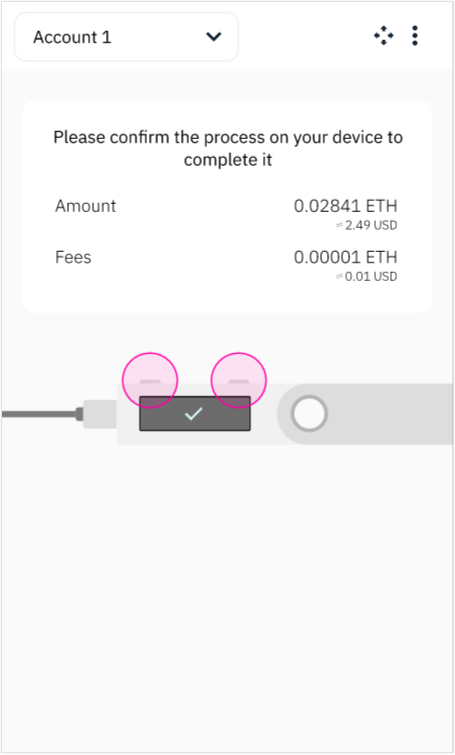 Account 1
Please confirm the process on your device to
complete it
Amount 0.02841 ETH
≈ 2.49 USD
Fees 0.00001 ETH
≈ 0.01 USD